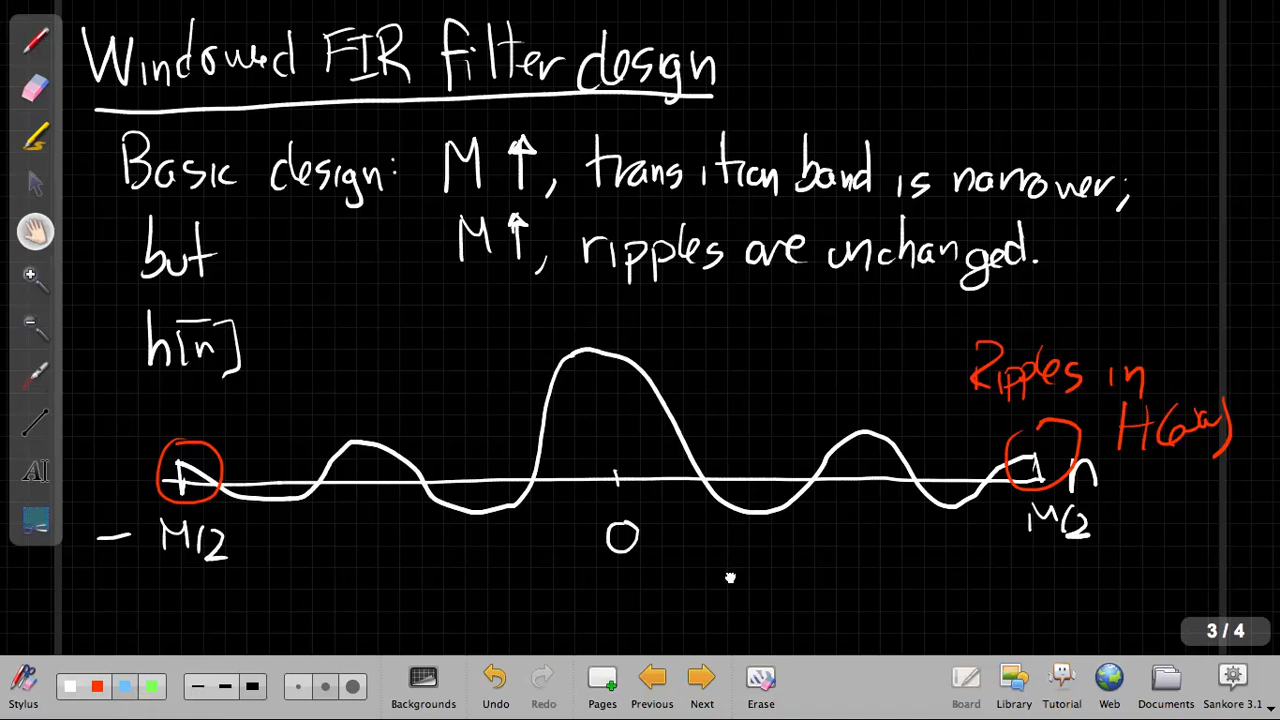 Windowed FIR filter design
Basic design: M ↑, transition band is narrower;
but M ↑, ripples are unchanged.
h[n]
Ripples in
H(ω)
n
- M/2
0
M/2
3 / 4
Stylus
Backgrounds
Undo
Redo
Pages
Previous
Next
Erase
Board
Library
Tutorial
Web
Documents
Sankore 3.1
AI